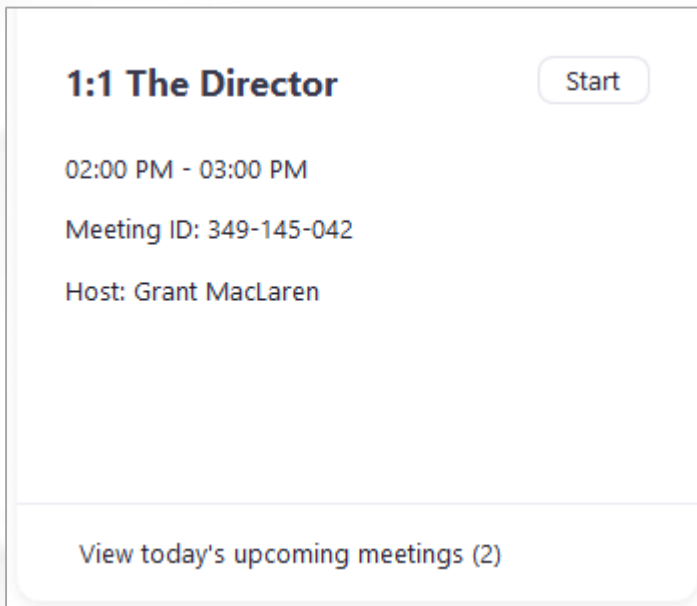 1:1 The Director
Start
02:00 PM - 03:00 PM
Meeting ID: 349-145-042
Host: Grant MacLaren
View today's upcoming meetings (2)